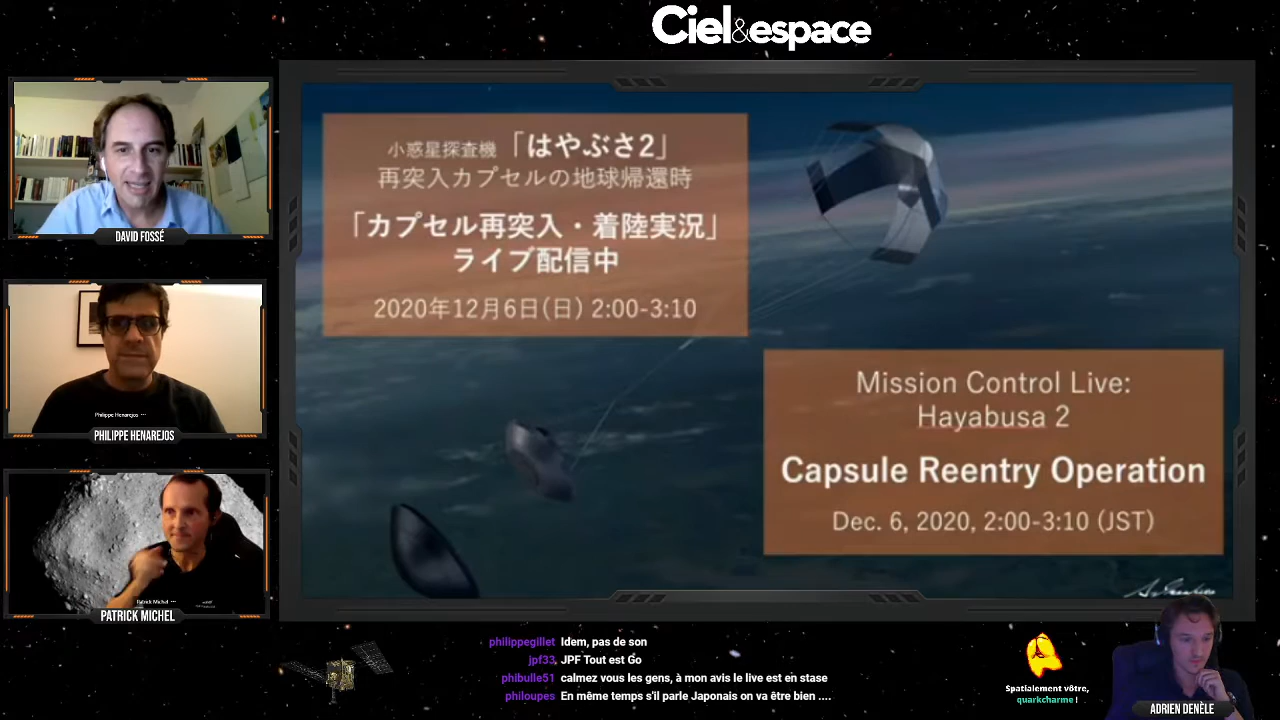 Ciel&espace
小惑星探査機「はやぶさ2」
再突入カプセルの地球帰還時
「カプセル再突入・着陸実況」
ライブ配信中
2020年12月6日(日) 2:00-3:10
Mission Control Live:
Hayabusa 2
Capsule Reentry Operation
Dec. 6, 2020, 2:00-3:10 (JST)
DAVID FOSSÉ
Philippe Henarejos
PHILIPPE HENAREJOS
Patrick Michel
PATRICK MICHEL
philippegillet Idem, pas de son
jpf33, JPF Tout est Go
phibulle51 calmez vous les gens, à mon avis le live est en stase
philoupes En même temps s'il parle Japonais on va être bien ....
Spatialement vôtre,
quarkcharme !
ADRIEN DENÈLE